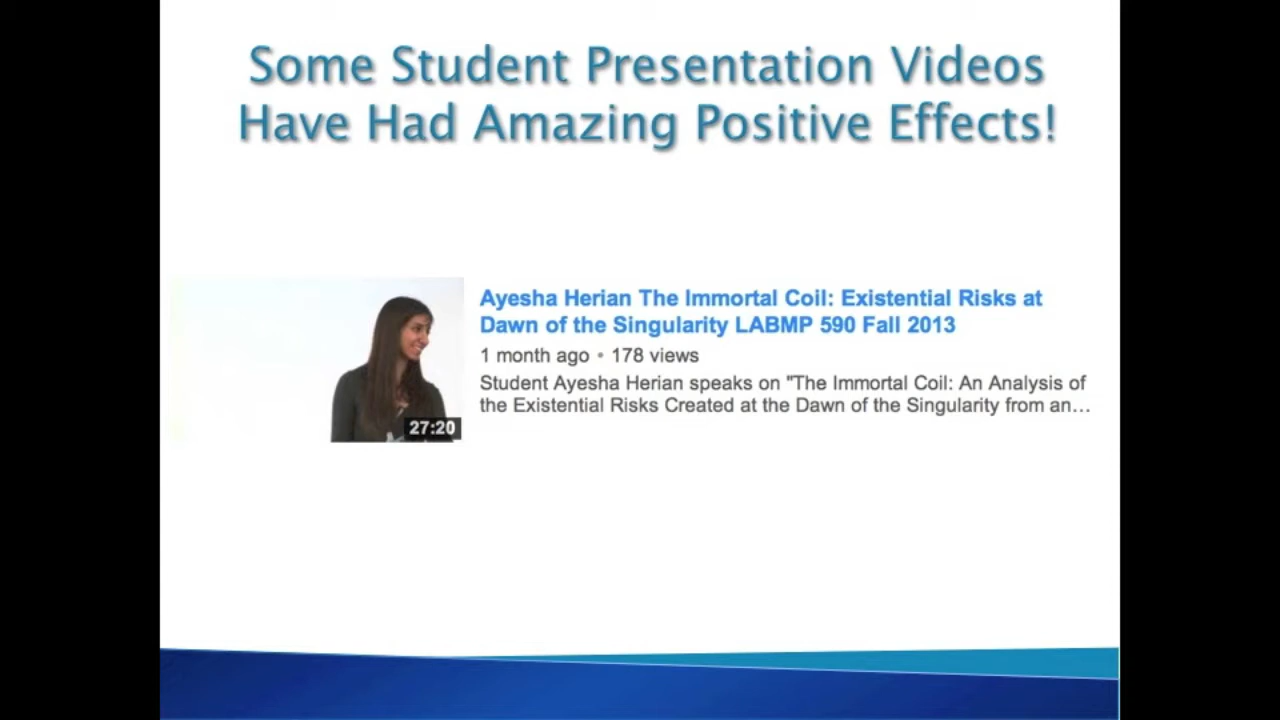 Some Student Presentation Videos
Have Had Amazing Positive Effects!
Ayesha Herian The Immortal Coil: Existential Risks at
Dawn of the Singularity LABMP 590 Fall 2013
1 month ago • 178 views
Student Ayesha Herian speaks on "The Immortal Coil: An Analysis of
the Existential Risks Created at the Dawn of the Singularity from an...
27:20